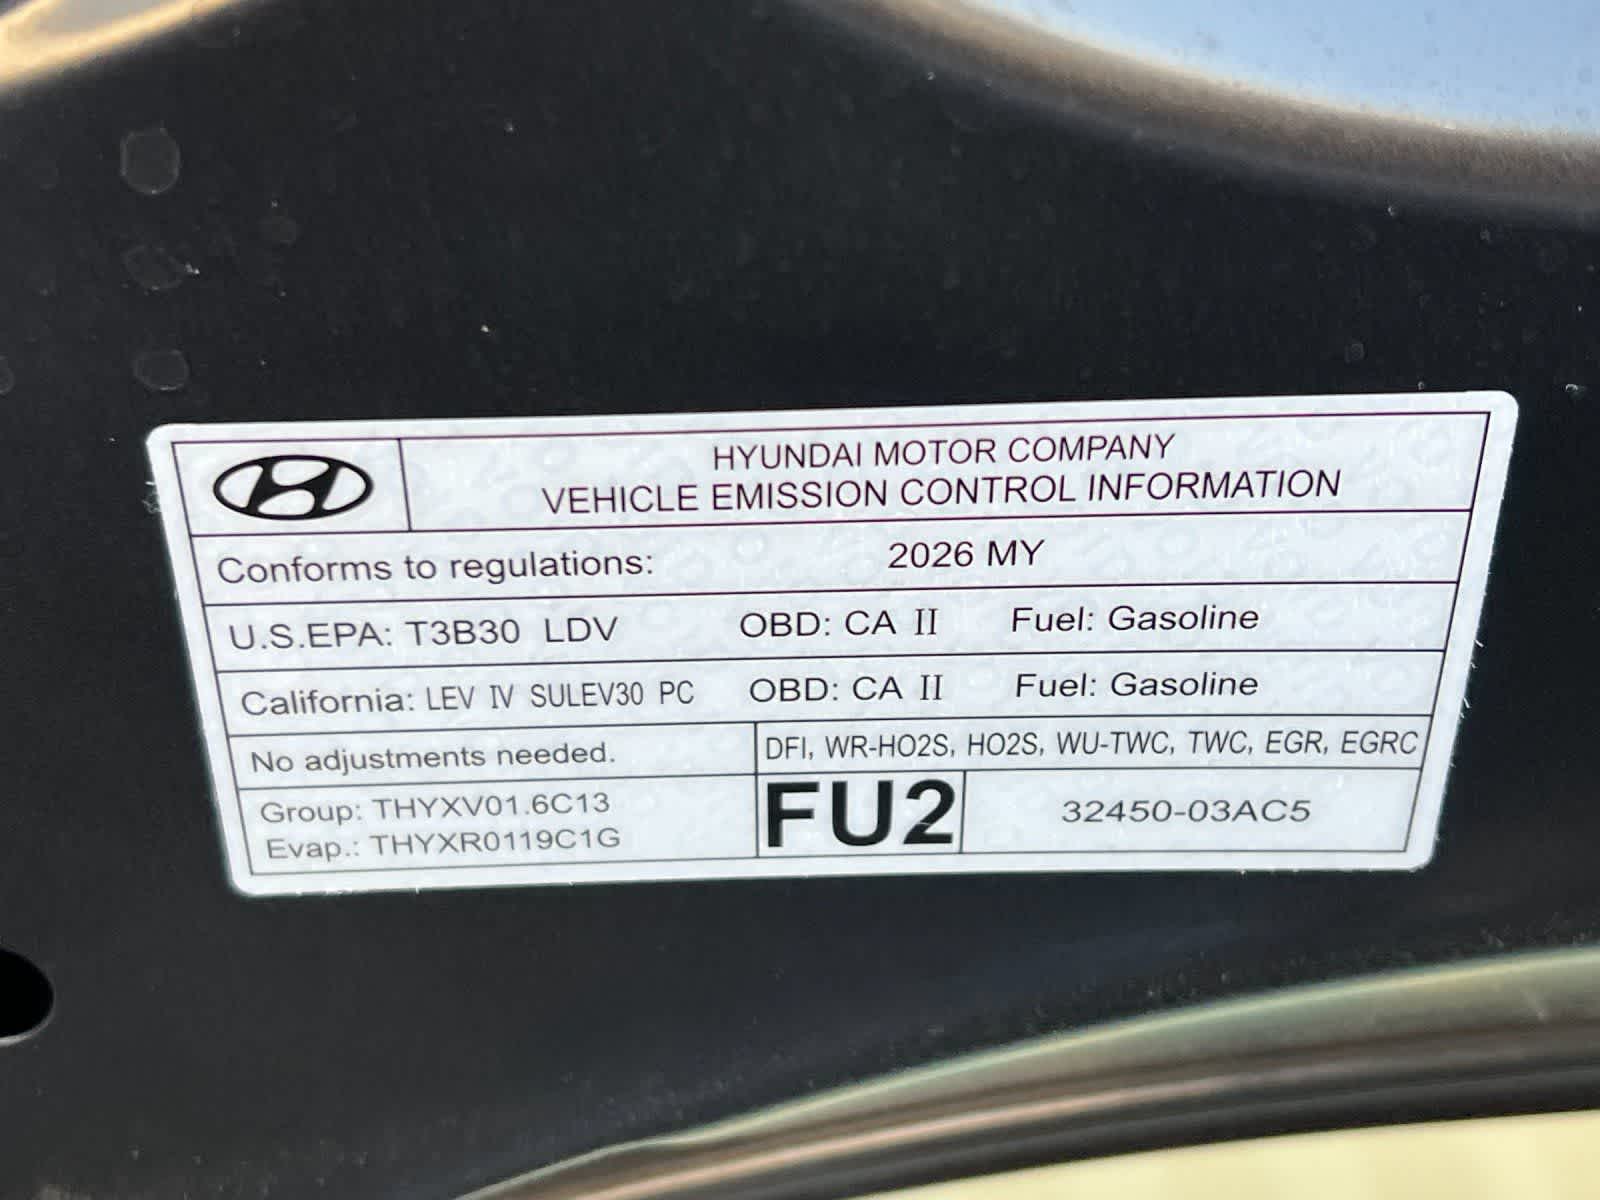 HYUNDAI MOTOR COMPANY
VEHICLE EMISSION CONTROL INFORMATION
Conforms to regulations: 2026 MY
U.S.EPA: T3B30 LDV OBD: CA II Fuel: Gasoline
California: LEV IV SULEV30 PC OBD: CA II Fuel: Gasoline
No adjustments needed. DFI, WR-HO2S, HO2S, WU-TWC, TWC, EGR, EGRC
Group: THYXV01.6C13
Evap.: THYXR0119C1G
FU2
32450-03AC5